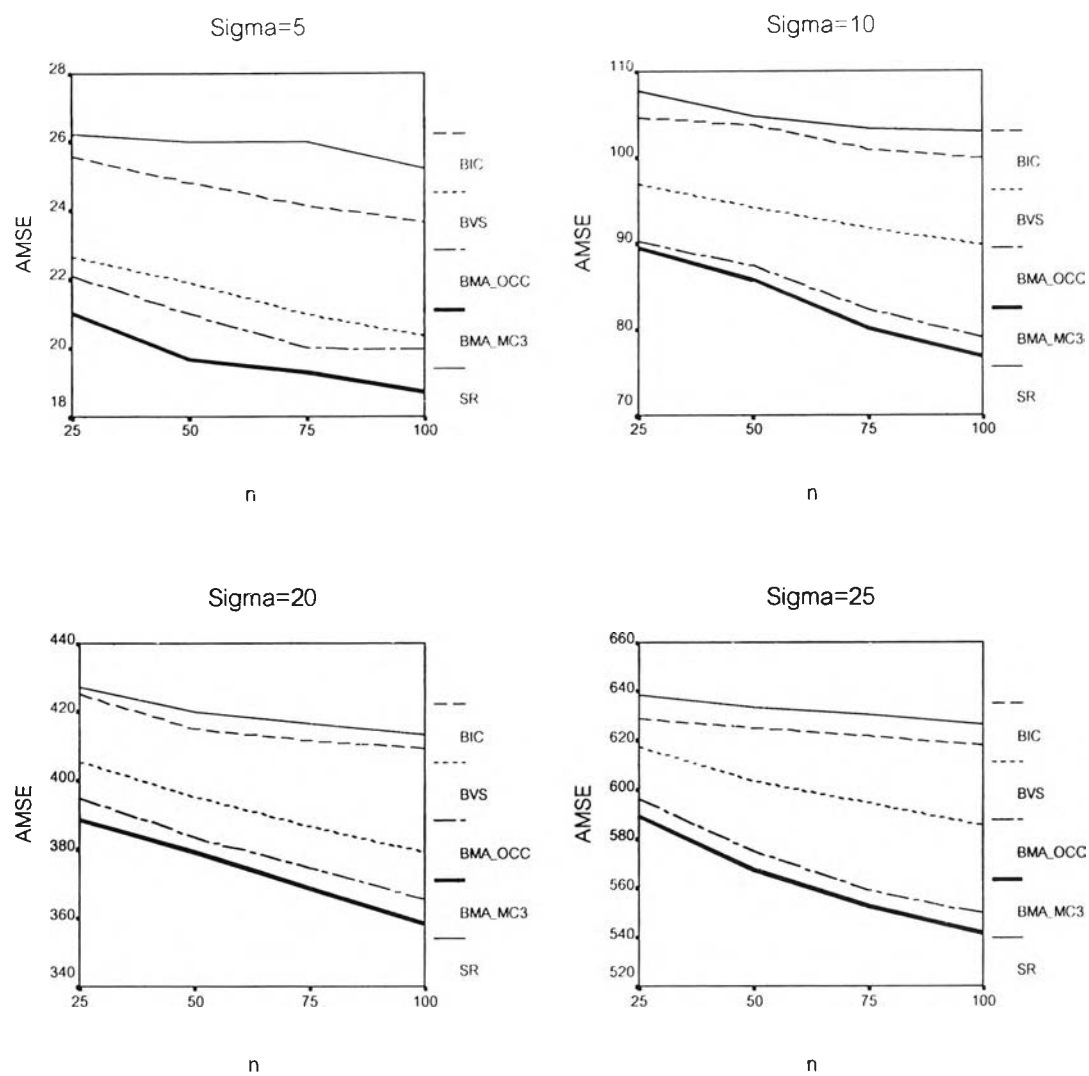 Sigma=5
28
26
24
22
20
18
AMSE
25
50
75
100
n
BIC
BVS
BMA_OCC
BMA_MC3
SR
Sigma=10
110
100
90
80
70
AMSE
25
50
75
100
n
BIC
BVS
BMA_OCC
BMA_MC3
SR
Sigma=20
440
420
400
380
360
340
AMSE
25
50
75
100
n
BIC
BVS
BMA_OCC
BMA_MC3
SR
Sigma=25
660
640
620
600
580
560
540
520
AMSE
25
50
75
100
n
BIC
BVS
BMA_OCC
BMA_MC3
SR